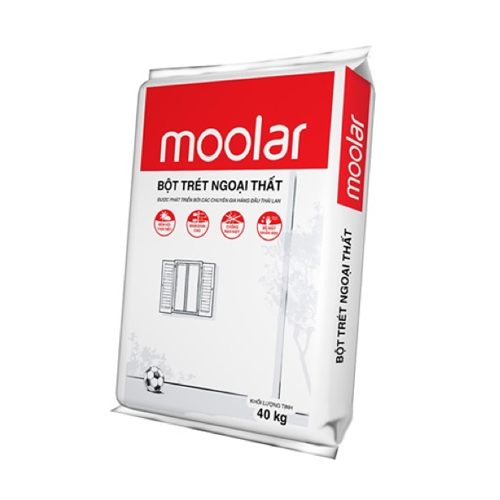 moolar
BỘT TRÉT NGOẠI THẤT
ĐƯỢC PHÁT TRIỂN BỞI CÁC CHUYÊN GIA HÀNG ĐẦU THÁI LAN
KHỐI LƯỢNG TỊNH
40 kg
moolar
BỘT TRÉT NGOẠI THẤT